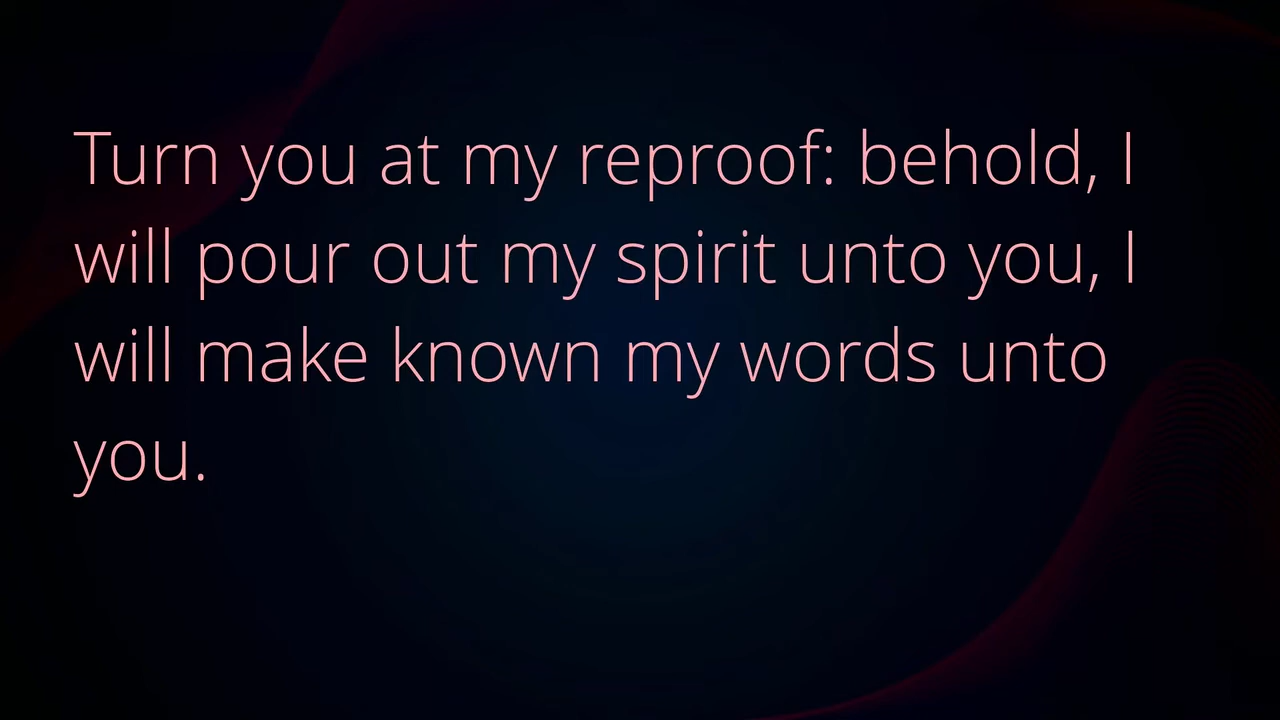 Turn you at my reproof: behold, I
will pour out my spirit unto you, I
will make known my words unto
you.